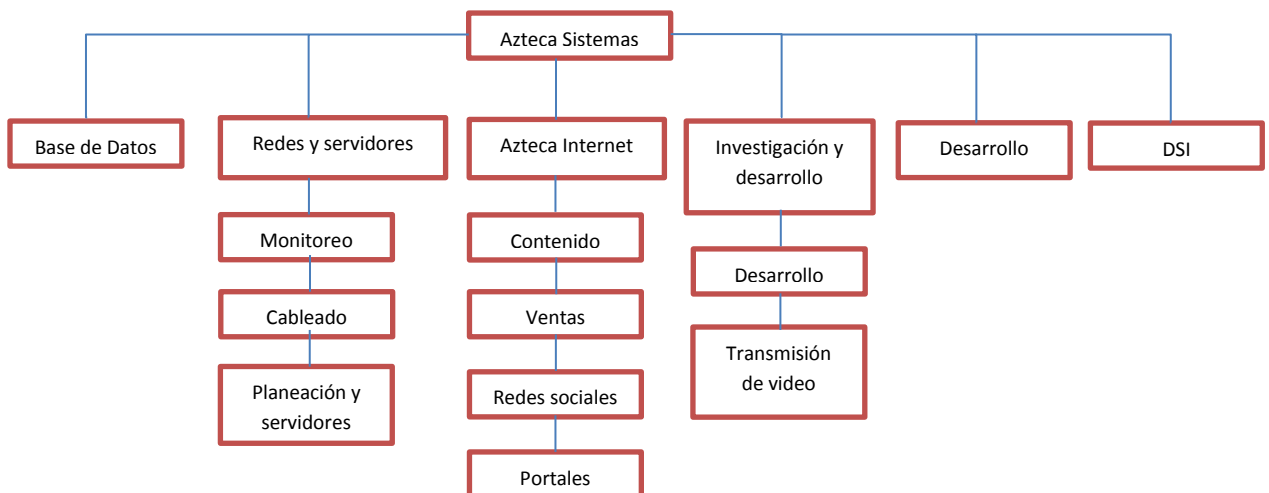 Azteca Sistemas
Base de Datos
Redes y servidores
Azteca Internet
Investigación y
desarrollo
Desarrollo
DSI
Monitoreo
Contenido
Desarrollo
Cableado
Ventas
Transmisión
de video
Planeación y
servidores
Redes sociales
Portales